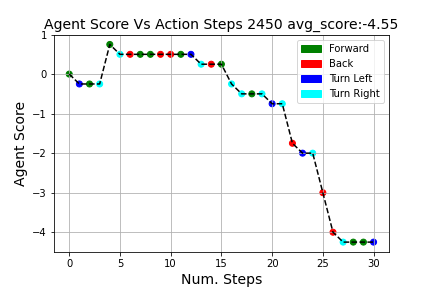 Agent Score Vs Action Steps 2450 avg_score:-4.55
Forward
Back
Turn Left
Turn Right
1
0
−1
−2
−3
−4
Agent Score
0 5 10 15 20 25 30
Num. Steps